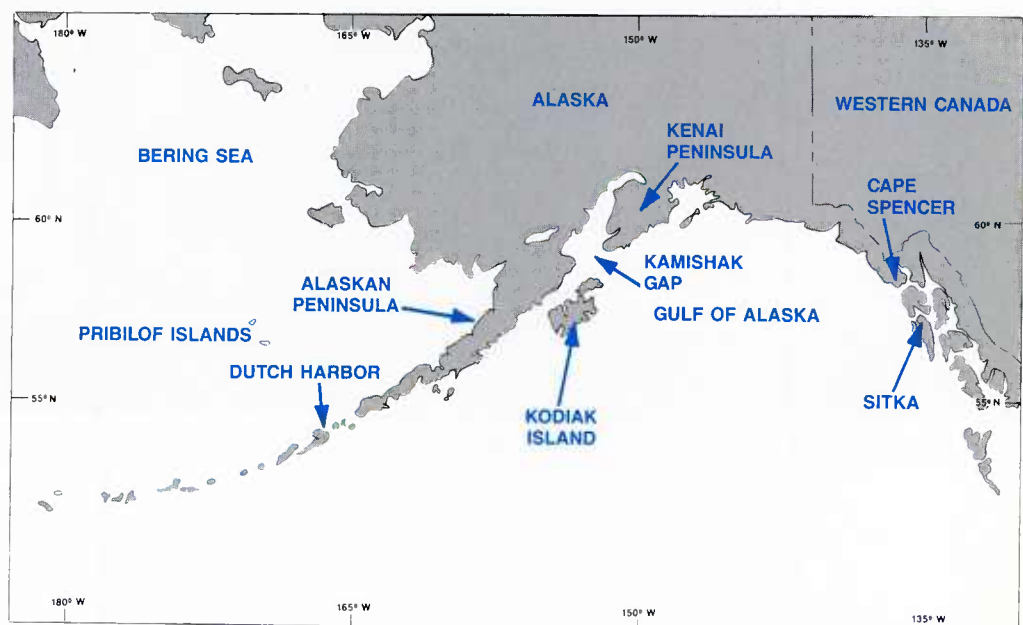 180° W
165° W
150° W
135° W
ALASKA
WESTERN CANADA
KENAI
PENINSULA
BERING SEA
CAPE
SPENCER
60° N
60° N
KAMISHAK
GAP
ALASKAN
PENINSULA
GULF OF ALASKA
PRIBILOF ISLANDS
DUTCH HARBOR
SITKA
55° N
55° N
KODIAK
ISLAND
180° W
165° W
150° W
135° W